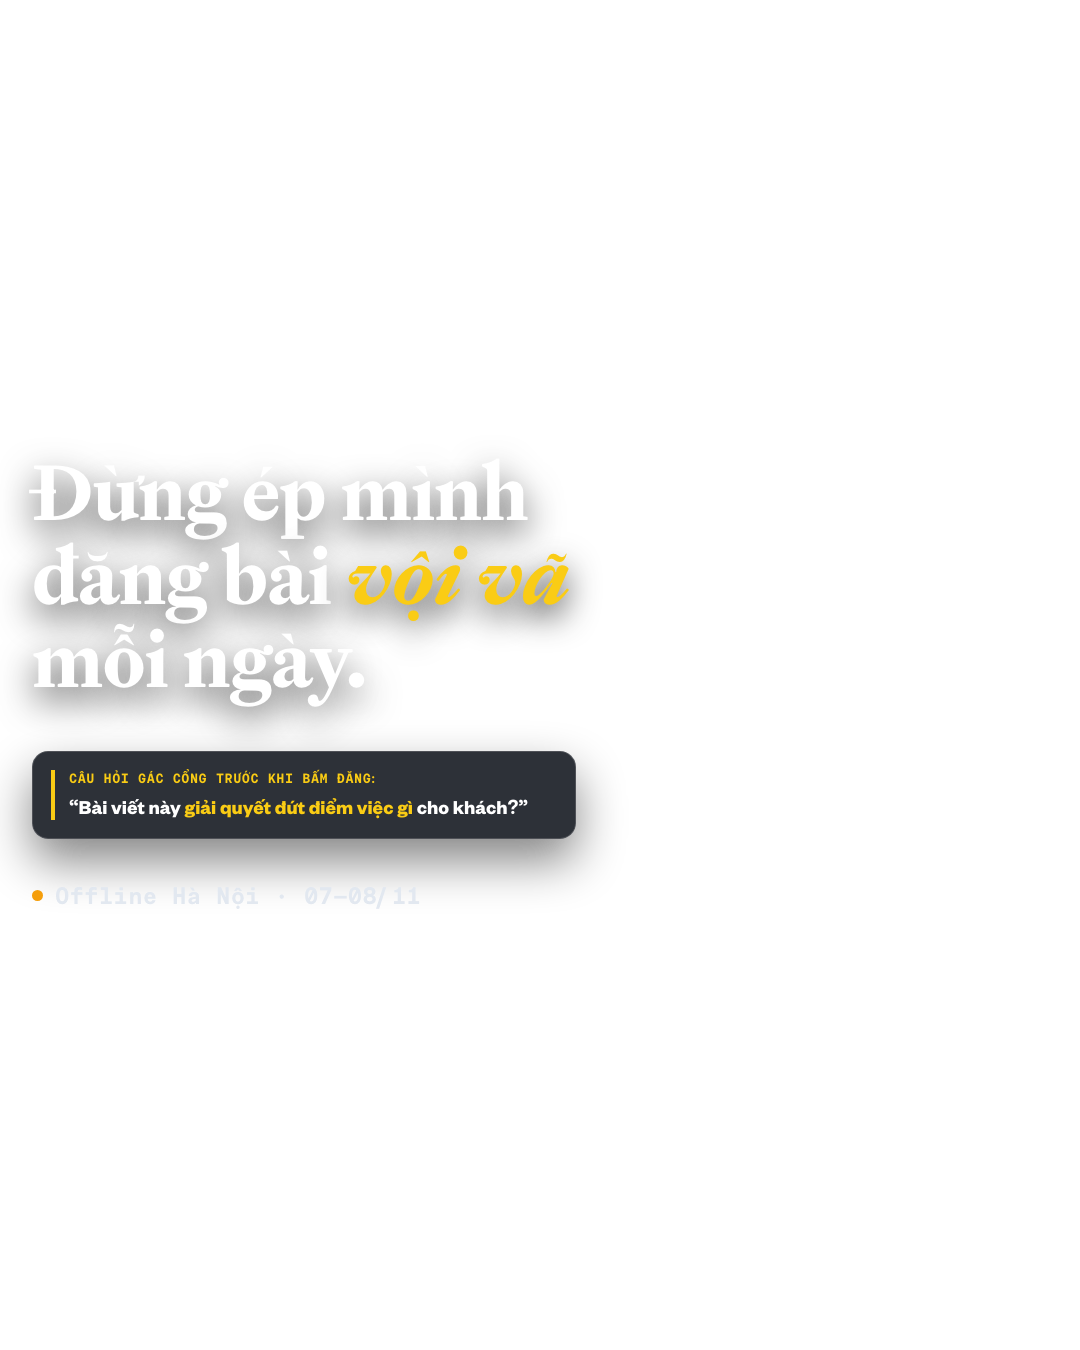 Đừng ép mình
đăng bài vội vã
mỗi ngày.
CÂU HỎI GÁC CỔNG TRƯỚC KHI BẤM ĐĂNG:
“Bài viết này giải quyết dứt điểm việc gì cho khách?”
Offline Hà Nội · 07–08/11